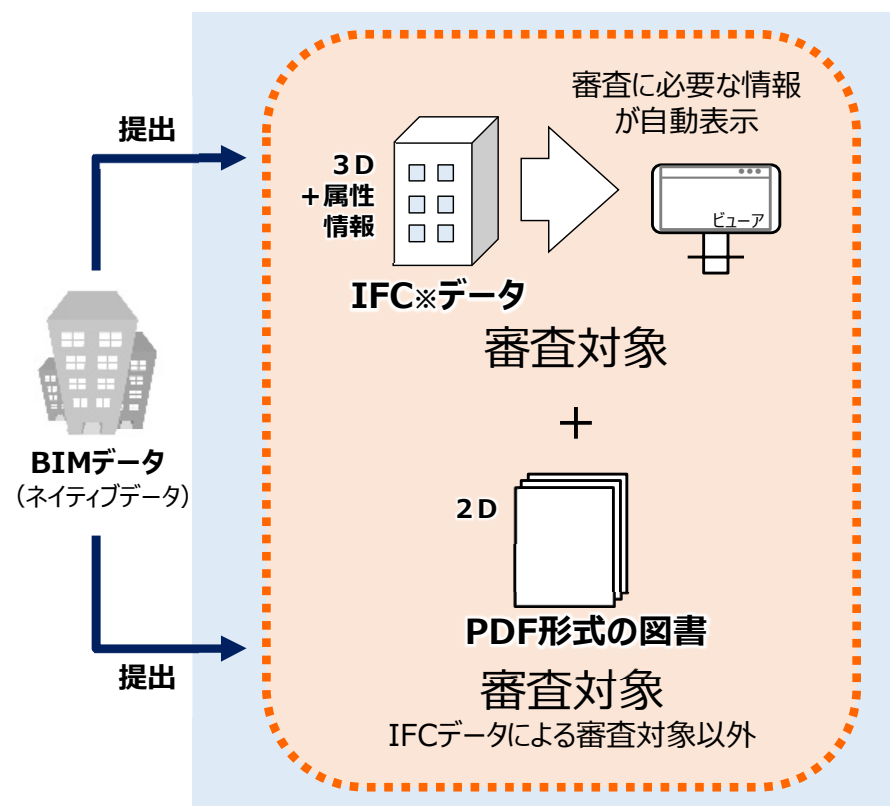 提出
BIMデータ
（ネイティブデータ）
提出
審査に必要な情報
が自動表示
３Ｄ
＋属性
情報
ビューア
IFC※データ
審査対象
＋
２Ｄ
PDF形式の図書
審査対象
IFCデータによる審査対象以外